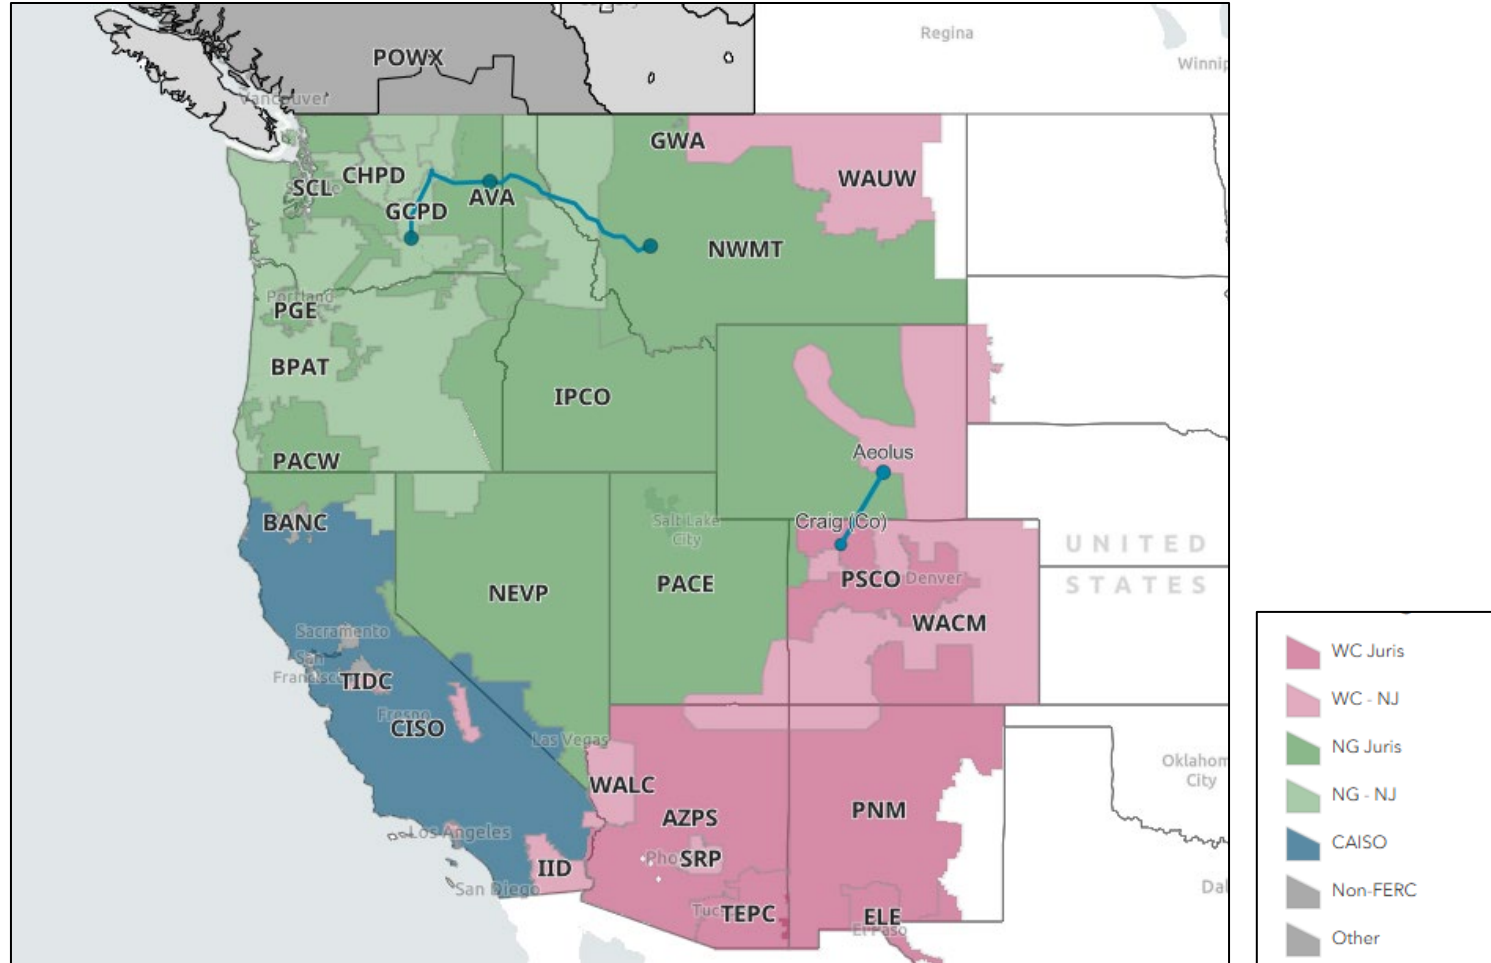 Regina
Winnip
POWX
Vancouver
GWA
SCL
CHPD
WAUW
GCPD
AVA
NWMT
Portland
PGE
BPAT
IPCO
PACW
Aeolus
BANC
Salt Lake
City
Craig (Co)
UNITED
STATES
NEVP
PACE
PSCO
Denver
WACM
Sacramento
San
Francisc
TIDC
Fresno
CISO
Las Vegas
WALC
Oklahom
City
AZPS
PNM
Los Angeles
Pho
SRP
IID
San Diego
Dal
Tuc
TEPC
ELE
El Paso
WC Juris
WC - NJ
NG Juris
NG - NJ
CAISO
Non-FERC
Other